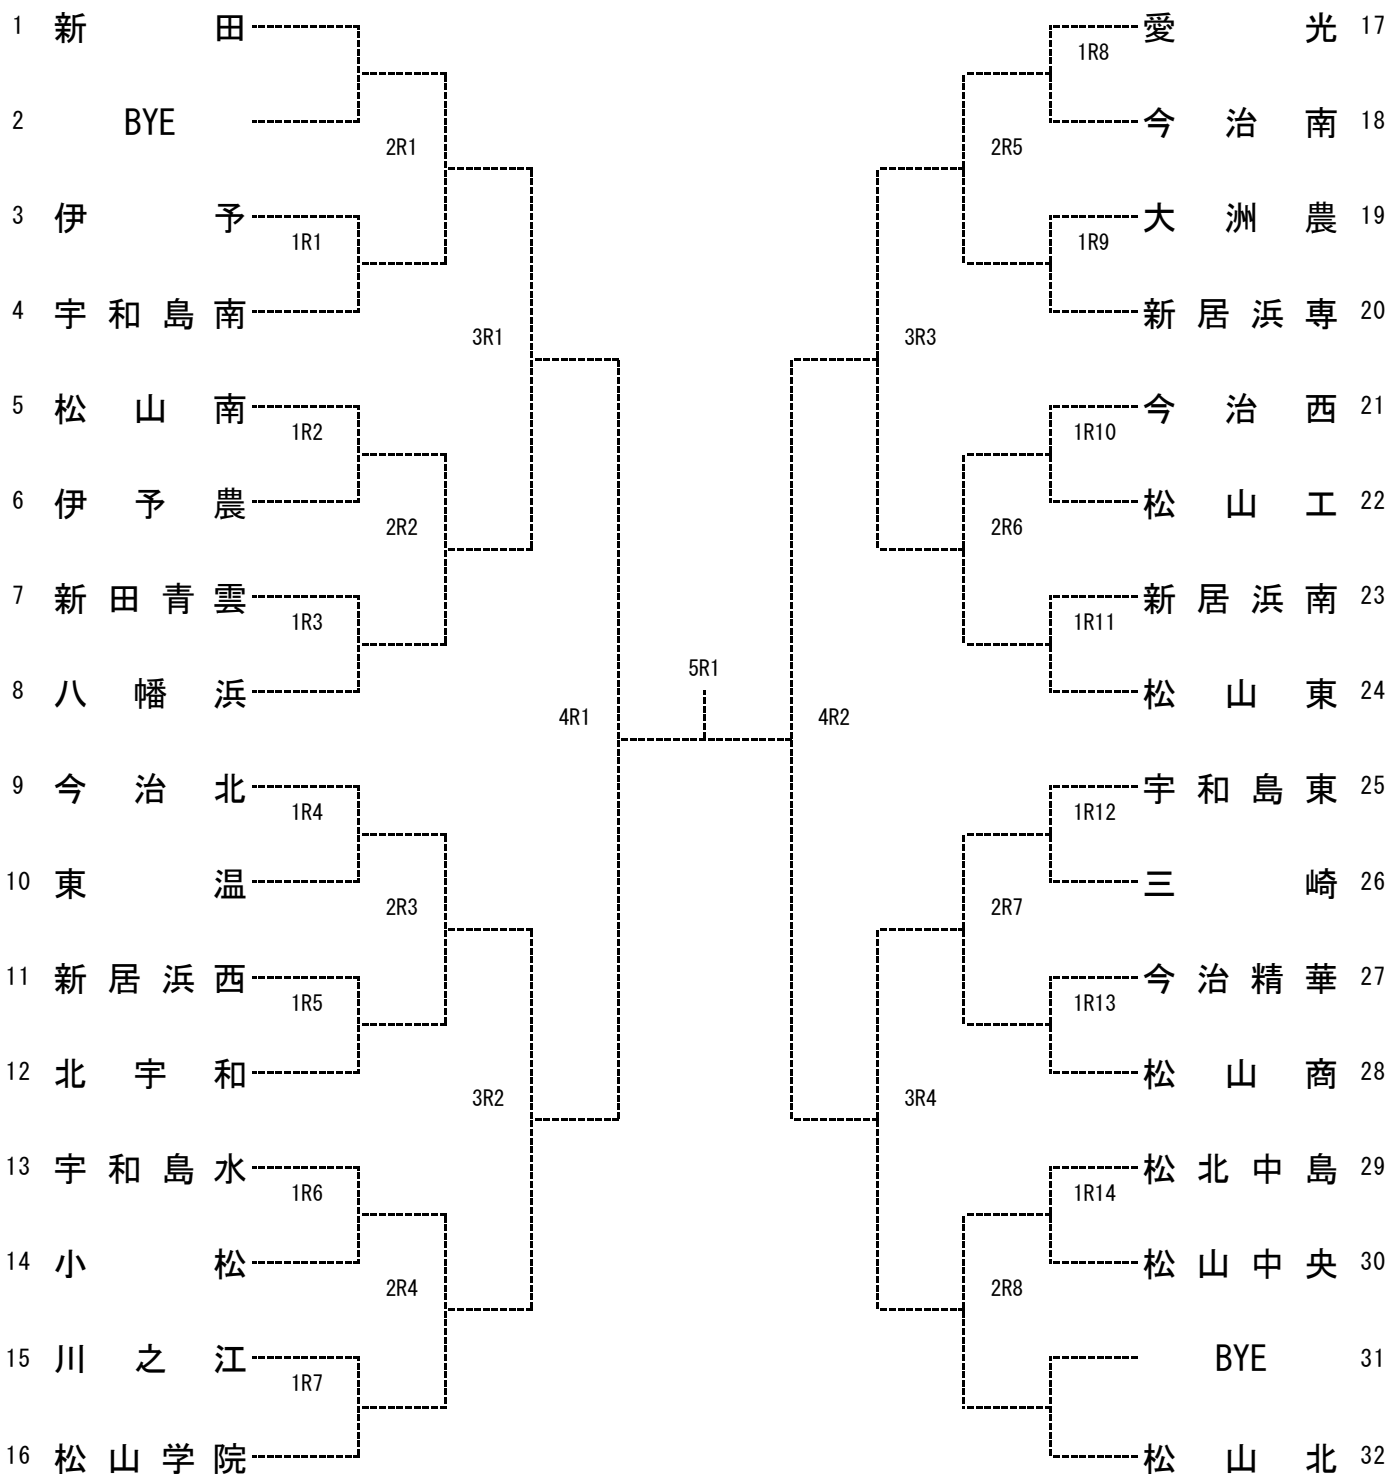 1 新田
2 BYE
2R1
3 伊予
1R1
4 宇和島南
3R1
5 松山南
1R2
6 伊予農
2R2
7 新田青雲
1R3
8 八幡浜
4R1
9 今治北
1R4
10 東温
2R3
11 新居浜西
1R5
12 北宇和
3R2
13 宇和島水
1R6
14 小松
2R4
15 川之江
1R7
16 松山学院
5R1
愛光 17
1R8
今治南 18
2R5
大洲農 19
1R9
新居浜専 20
3R3
今治西 21
1R10
松山工 22
2R6
新居浜南 23
1R11
松山東 24
4R2
宇和島東 25
1R12
三崎 26
2R7
今治精華 27
1R13
松山商 28
3R4
松北中島 29
1R14
松山中央 30
2R8
BYE 31
松山北 32